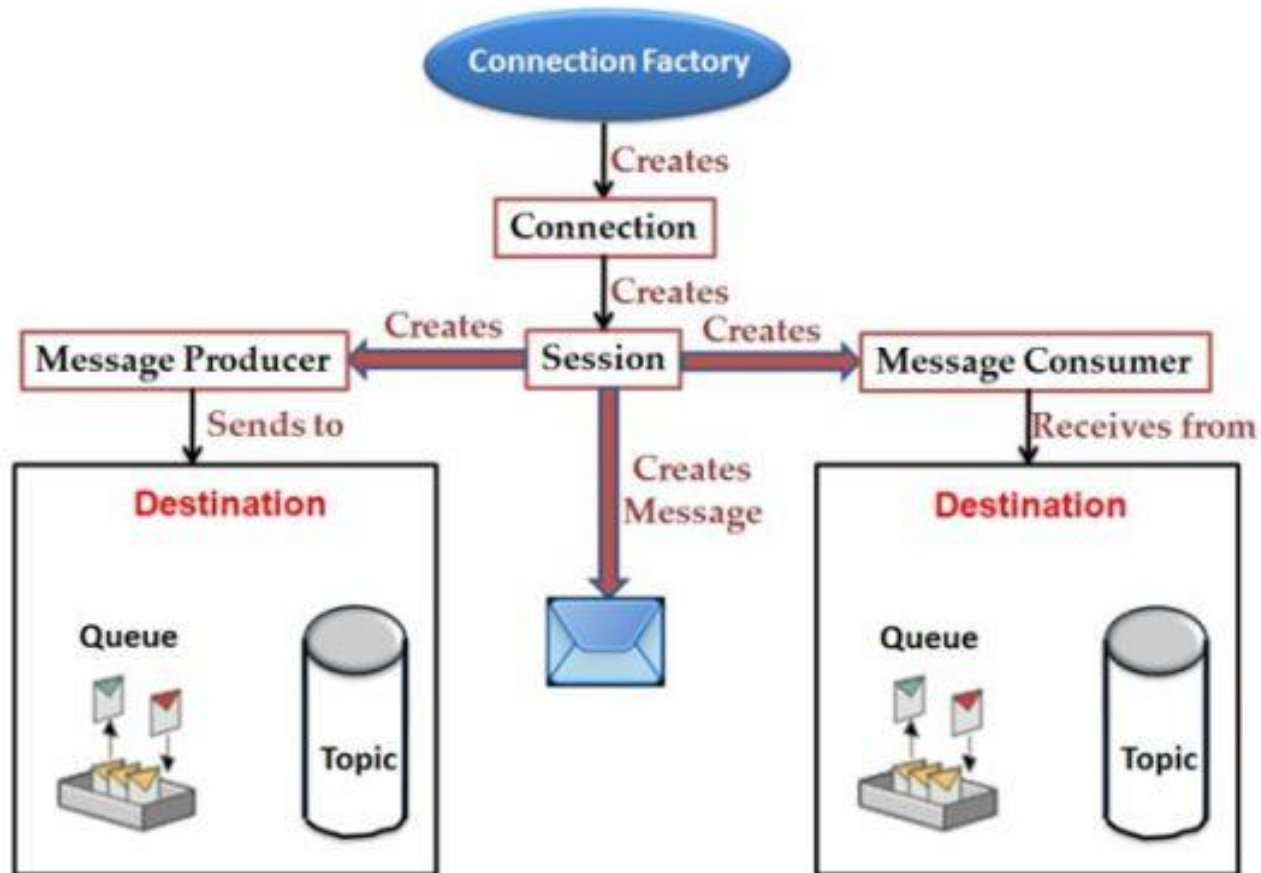 Connection Factory
Creates
Connection
Creates
Creates
Creates
Message Producer
Session
Message Consumer
Sends to
Receives from
Creates
Message
Destination
Destination
Queue
Topic
Queue
Topic